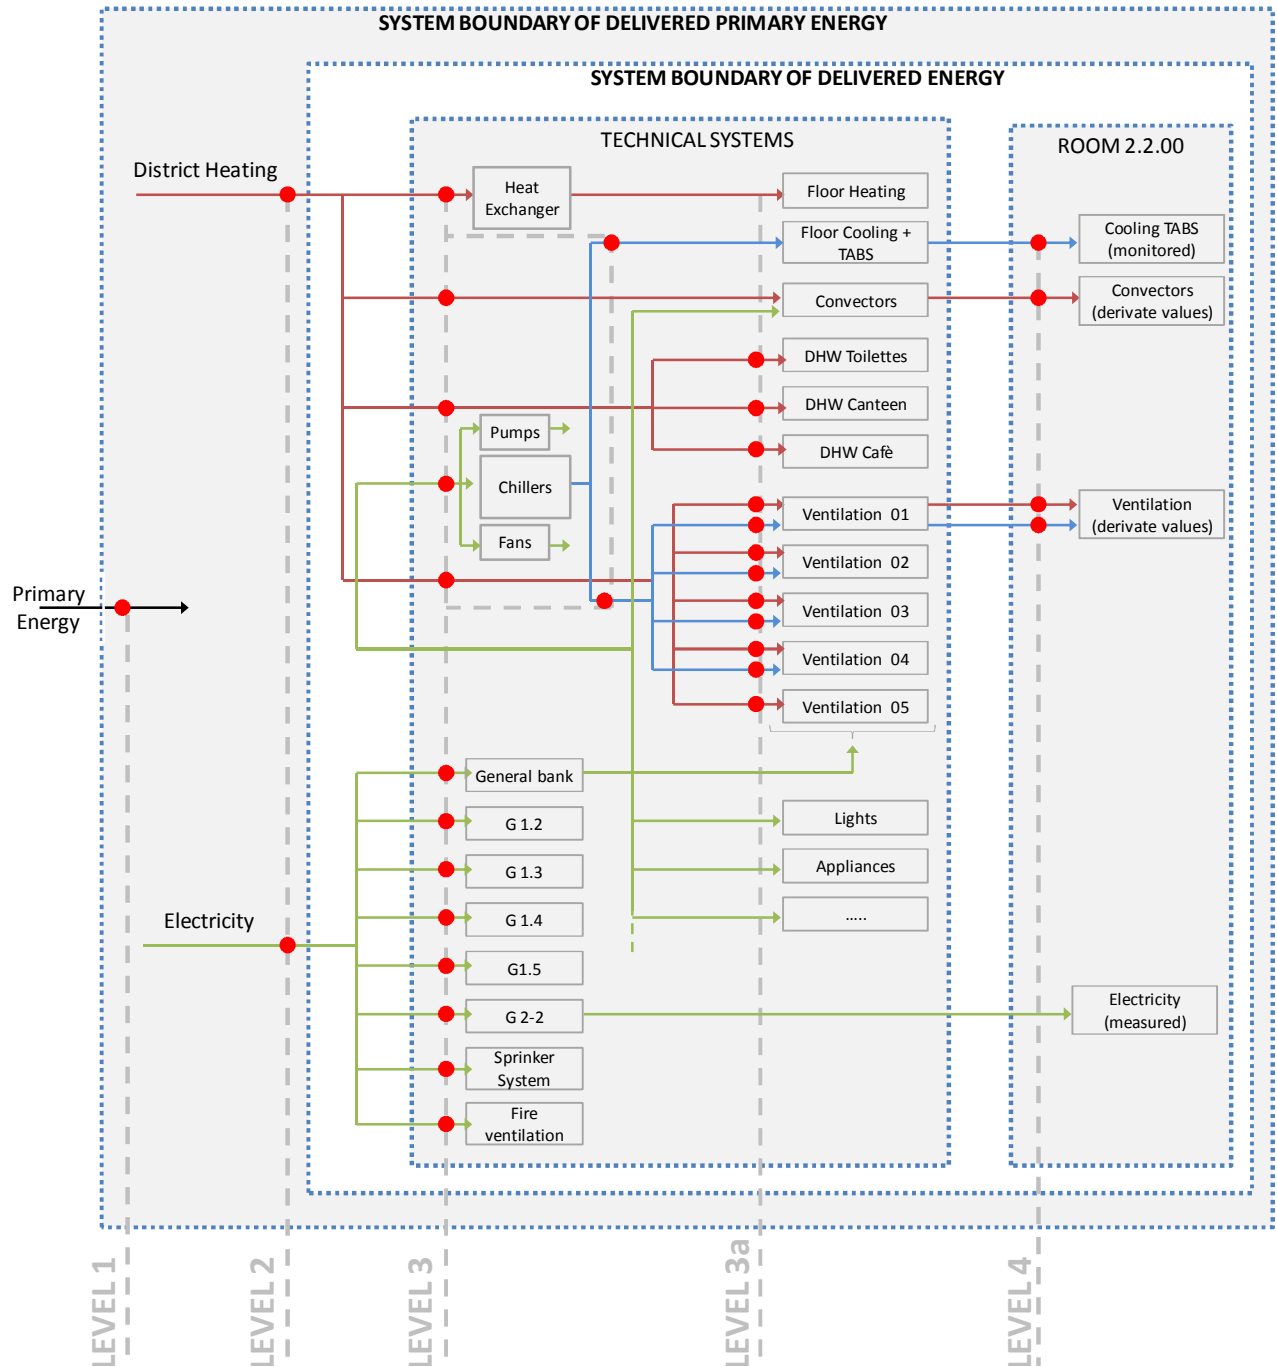 SYSTEM BOUNDARY OF DELIVERED PRIMARY ENERGY
SYSTEM BOUNDARY OF DELIVERED ENERGY
TECHNICAL SYSTEMS
ROOM 2.2.00
District Heating
Heat
Exchanger
Floor Heating
Floor Cooling +
TABS
Cooling TABS
(monitored)
Convectors
Convectors
(derivate values)
DHW Toilettes
DHW Canteen
DHW Cafè
Pumps
Chillers
Fans
Ventilation 01
Ventilation
(derivate values)
Ventilation 02
Ventilation 03
Ventilation 04
Ventilation 05
Primary
Energy
General bank
G 1.2
G 1.3
G 1.4
G1.5
G 2-2
Sprinker
System
Fire
ventilation
Lights
Appliances
.....
Electricity
Electricity
(measured)
LEVEL 1
LEVEL 2
LEVEL 3
LEVEL 3a
LEVEL 4